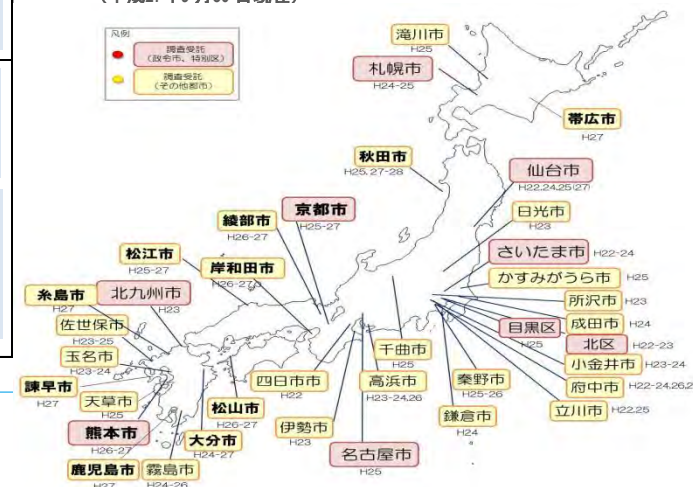 凡例
調査受託
（政令市、特別区）
調査受託
（その他都市）
滝川市
H25
札幌市
H24-25
帯広市
H27
秋田市
H25,27-28
仙台市
H22,24,25(27)
京都市
H25-27
綾部市
H26-27
日光市
H23
さいたま市 H22-24
松江市
H25-27
岸和田市
かすみがうら市 H25
糸島市
H27
北九州市
H23
所沢市 H23
佐世保市
H23-25
目黒区
H25
成田市 H24
北区 H22-23
玉名市
H23-24
千曲市
H25
小金井市 H23-24
諫早市
H27
四日市市
H22
高浜市
H23-24,26
秦野市
H25-26
府中市
天草市
H25
松山市
H26-27
伊勢市
H23
鎌倉市
H24
立川市 H22,25
熊本市
H26-27
大分市
H24-27
名古屋市
H25
鹿児島市
H27
霧島市
H24-26